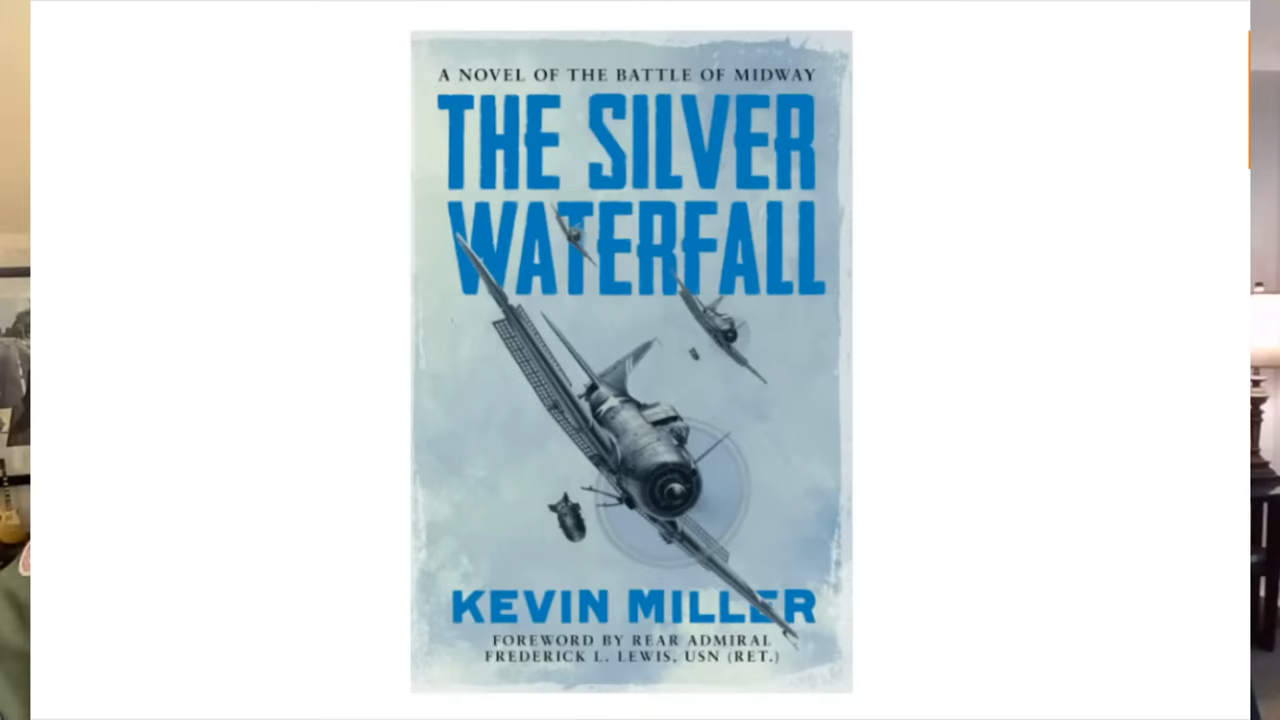 A NOVEL OF THE BATTLE OF MIDWAY
THE SILVER
WATERFALL
KEVIN MILLER
FOREWORD BY REAR ADMIRAL
FREDERICK L. LEWIS, USN (RET.)